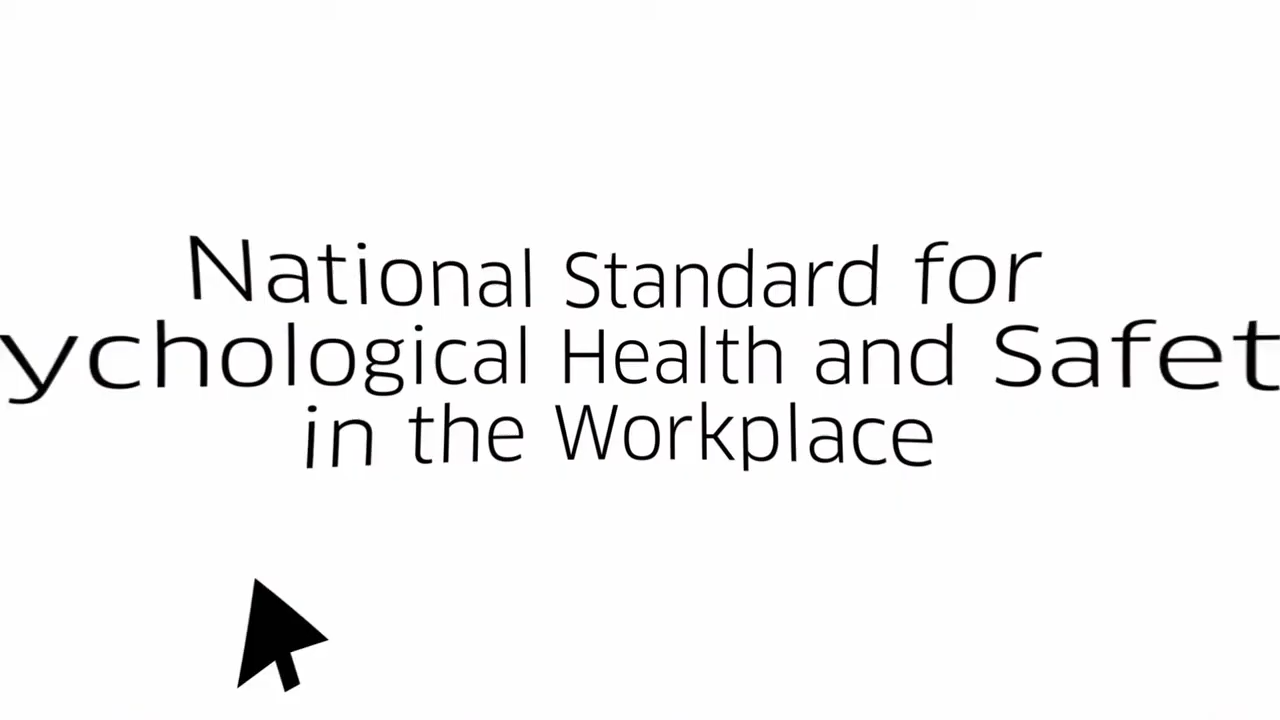 National Standard for
ychological Health and Safet
in the Workplace